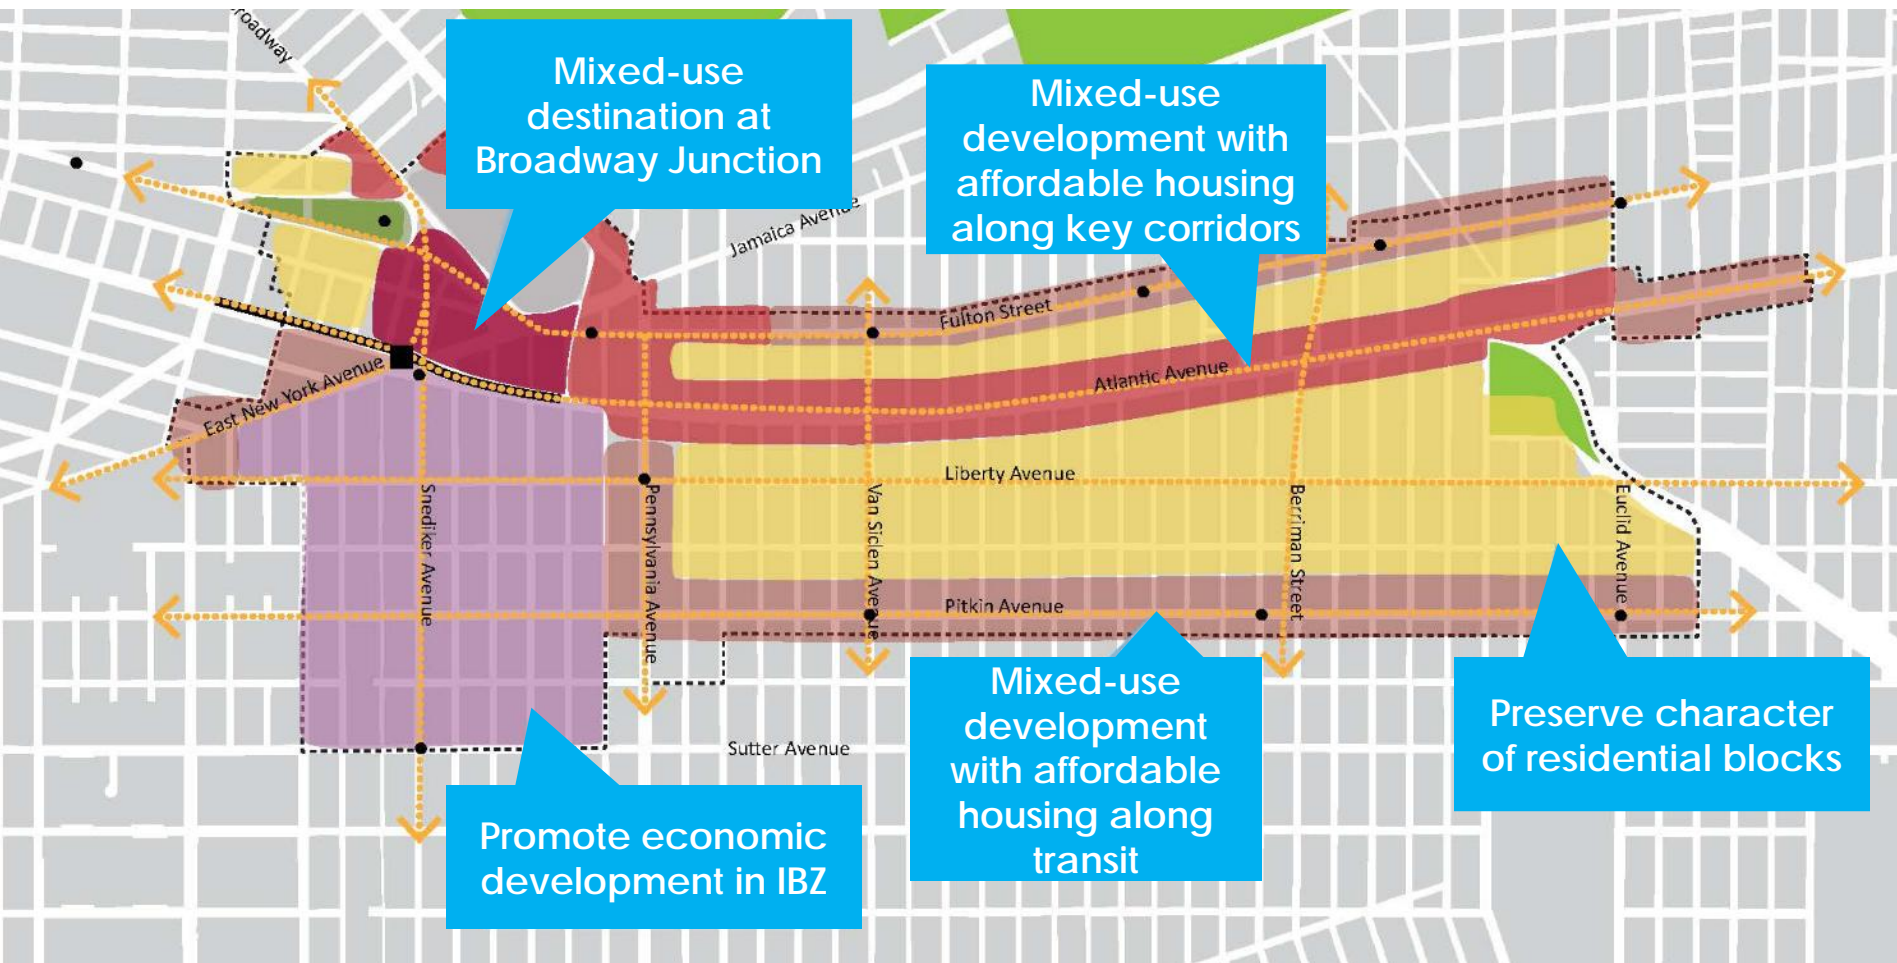 roadway
Mixed-use
destination at
Broadway Junction
Mixed-use
development with
affordable housing
along key corridors
Jamaica Avenue
Fulton Street
Atlantic Avenue
East New York Avenue
Liberty Avenue
Snediker Avenue
Pennsylvania Avenue
Van Siclen Avenue
Berriman Street
Euclid Avenue
Pitkin Avenue
Mixed-use
development
with affordable
housing along
transit
Preserve character
of residential blocks
Sutter Avenue
Promote economic
development in IBZ